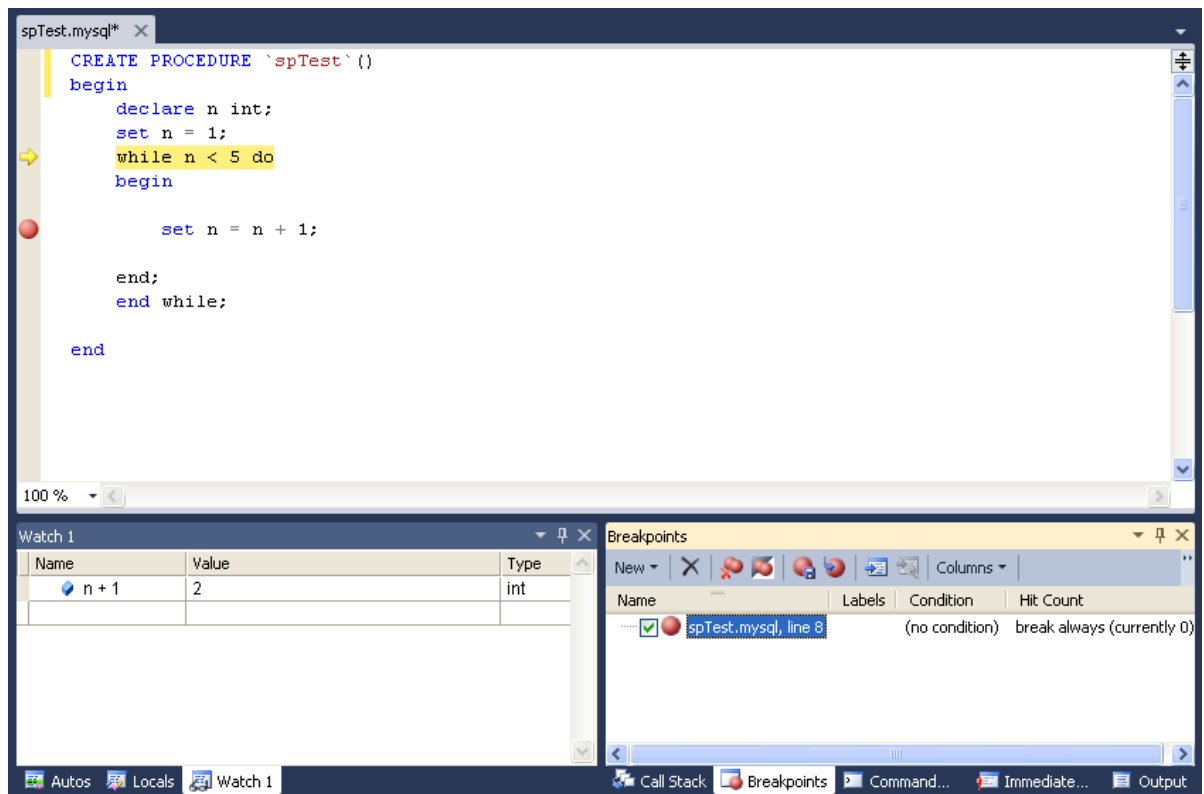 spTest.mysql*
CREATE PROCEDURE `spTest`()
begin
declare n int;
set n = 1;
while n < 5 do
begin
set n = n + 1;
end;
end while;
end
100 %
Watch 1
Name Value Type
n + 1 2 int
Autos Locals Watch 1
Breakpoints
New Columns
Name Labels Condition Hit Count
spTest.mysql, line 8 (no condition) break always (currently 0)
Call Stack Breakpoints Command... Immediate... Output